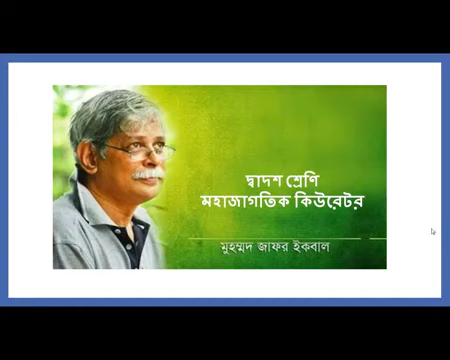 দ্বাদশ শ্রেণি
মহাজাগতিক কিউরেটর
মুহম্মদ জাফর ইকবাল